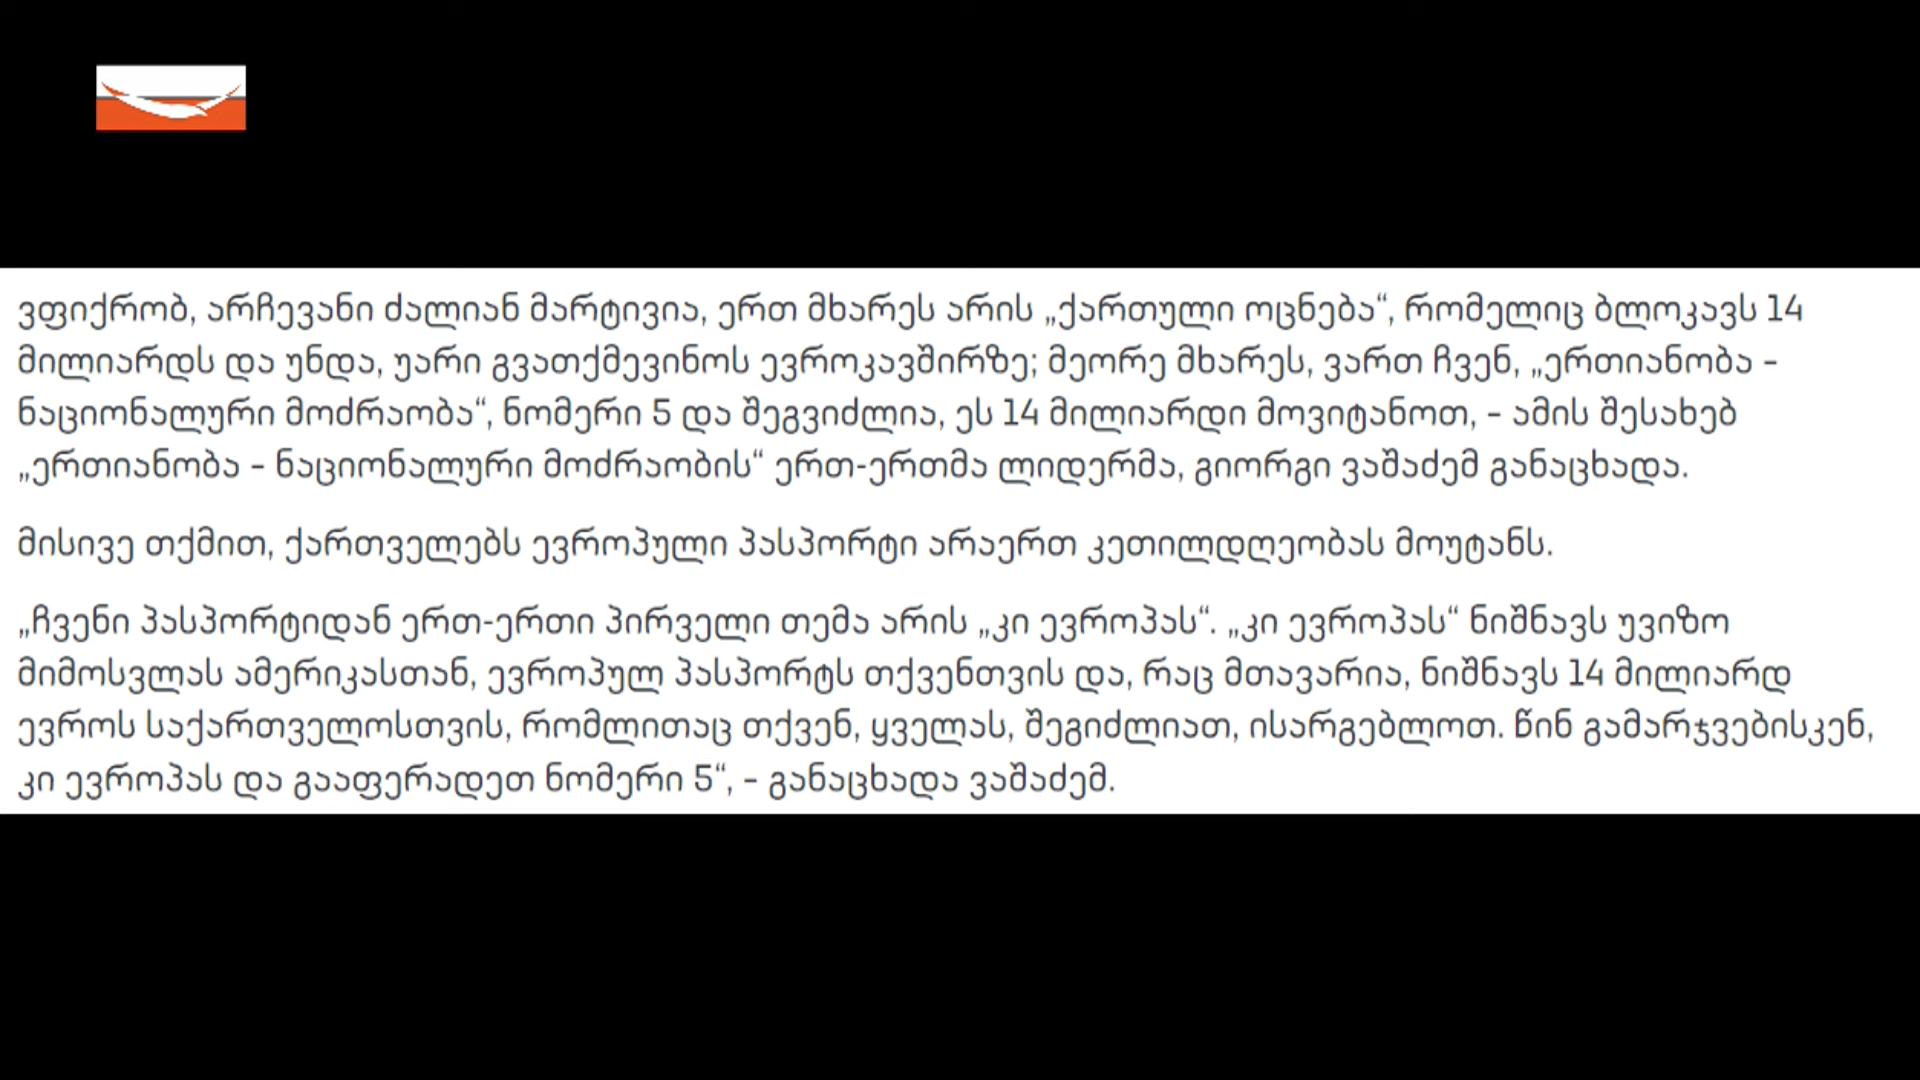 ვფიქრობ, არჩევანი ძალიან მარტივია, ერთ მხარეს არის „ქართული ოცნება“, რომელიც ბლოკავს 14
მილიარდს და უნდა, უარი გვათქმევინოს ევროკავშირზე; მეორე მხარეს, ვართ ჩვენ, „ერთიანობა –
ნაციონალური მოძრაობა“, ნომერი 5 და შეგვიძლია, ეს 14 მილიარდი მოვიტანოთ, – ამის შესახებ
„ერთიანობა – ნაციონალური მოძრაობის“ ერთ-ერთმა ლიდერმა, გიორგი ვაშაძემ განაცხადა.
მისივე თქმით, ქართველებს ევროპული პასპორტი არაერთ კეთილდღეობას მოუტანს.
„ჩვენი პასპორტიდან ერთ-ერთი პირველი თემა არის „კი ევროპას“. „კი ევროპას“ ნიშნავს უვიზო
მიმოსვლას ამერიკასთან, ევროპულ პასპორტს თქვენთვის და, რაც მთავარია, ნიშნავს 14 მილიარდ
ევროს საქართველოსთვის, რომლითაც თქვენ, ყველას, შეგიძლიათ, ისარგებლოთ. წინ გამარჯვებისკენ,
კი ევროპას და გააფერადეთ ნომერი 5“, – განაცხადა ვაშაძემ.